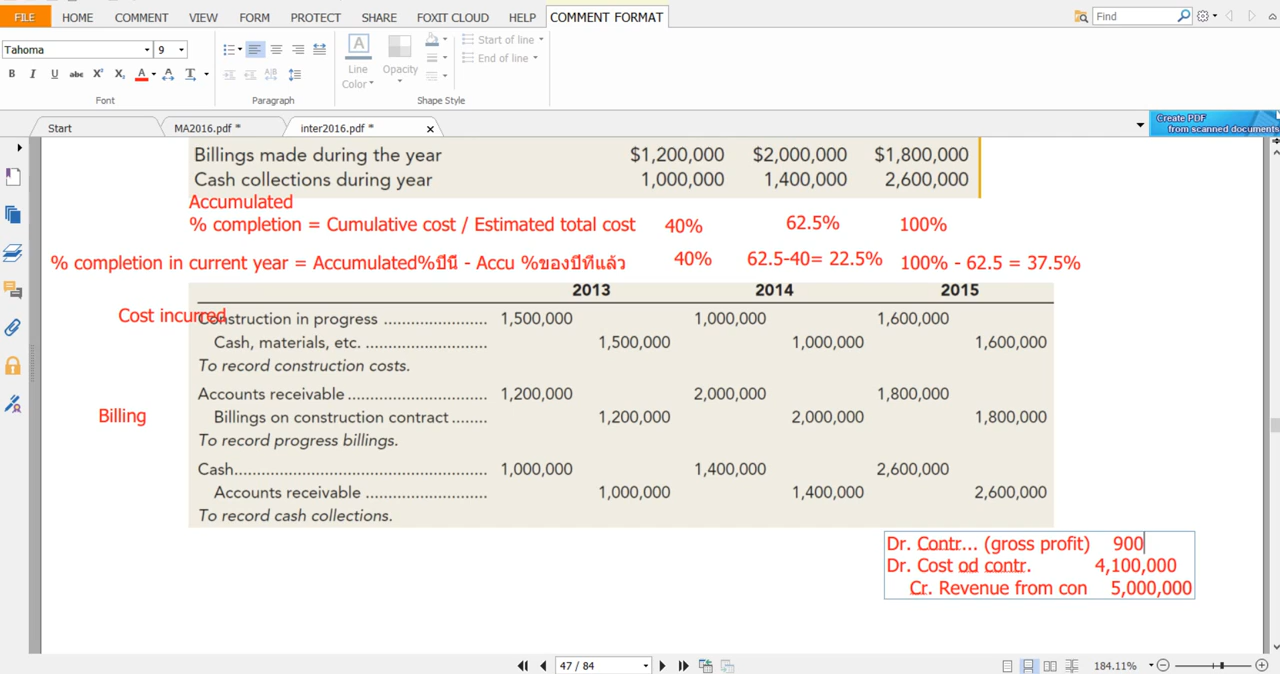 FILE HOME COMMENT VIEW FORM PROTECT SHARE FOXIT CLOUD HELP COMMENT FORMAT Find
Tahoma 9 Start of line
B I U abc X² X₂ A A T Line Color Opacity End of line
Font Paragraph Shape Style
Start MA2016.pdf * inter2016.pdf * Create PDF
from scanned documents
Billings made during the year $1,200,000 $2,000,000 $1,800,000
Cash collections during year 1,000,000 1,400,000 2,600,000
Accumulated
% completion = Cumulative cost / Estimated total cost 40% 62.5% 100%
% completion in current year = Accumulated%ปีนี้ - Accu %ของปีที่แล้ว 40% 62.5-40= 22.5% 100% - 62.5 = 37.5%
2013 2014 2015
Cost incurred Construction in progress ...................... 1,500,000 1,000,000 1,600,000
Cash, materials, etc. .......................... 1,500,000 1,000,000 1,600,000
To record construction costs.
Accounts receivable ............................. 1,200,000 2,000,000 1,800,000
Billing Billings on construction contract ........ 1,200,000 2,000,000 1,800,000
To record progress billings.
Cash..................................................... 1,000,000 1,400,000 2,600,000
Accounts receivable .......................... 1,000,000 1,400,000 2,600,000
To record cash collections.
Dr. Contr... (gross profit) 900
Dr. Cost od contr. 4,100,000
Cr. Revenue from con 5,000,000
47 / 84 184.11%